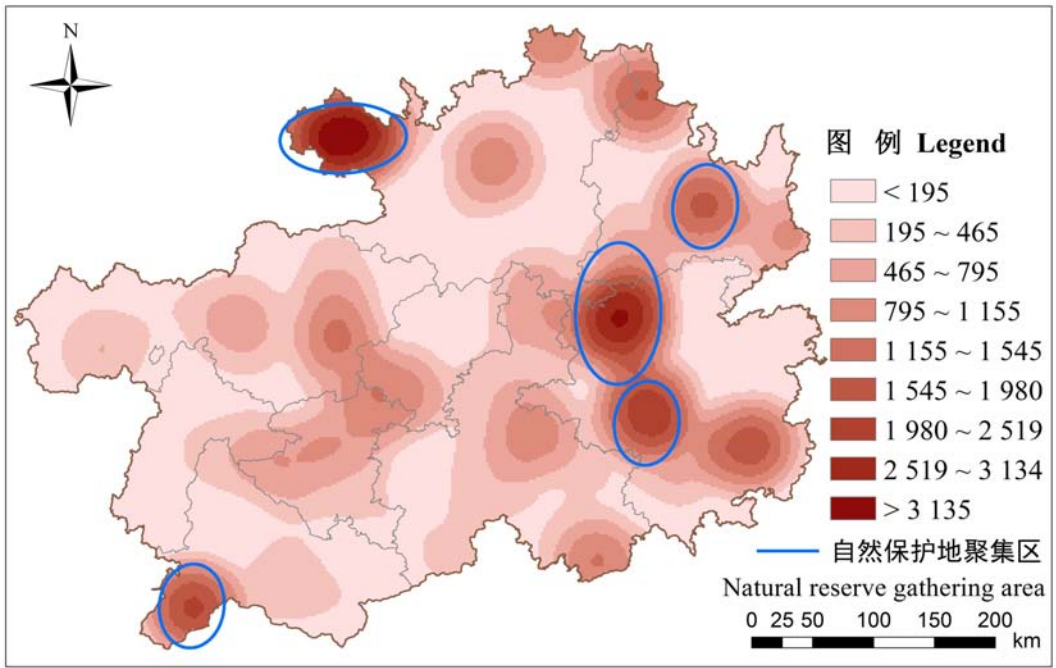 N
图 例 Legend
< 195
195 ~ 465
465 ~ 795
795 ~ 1 155
1 155 ~ 1 545
1 545 ~ 1 980
1 980 ~ 2 519
2 519 ~ 3 134
> 3 135
自然保护地聚集区
Natural reserve gathering area
0 25 50 100 150 200
km